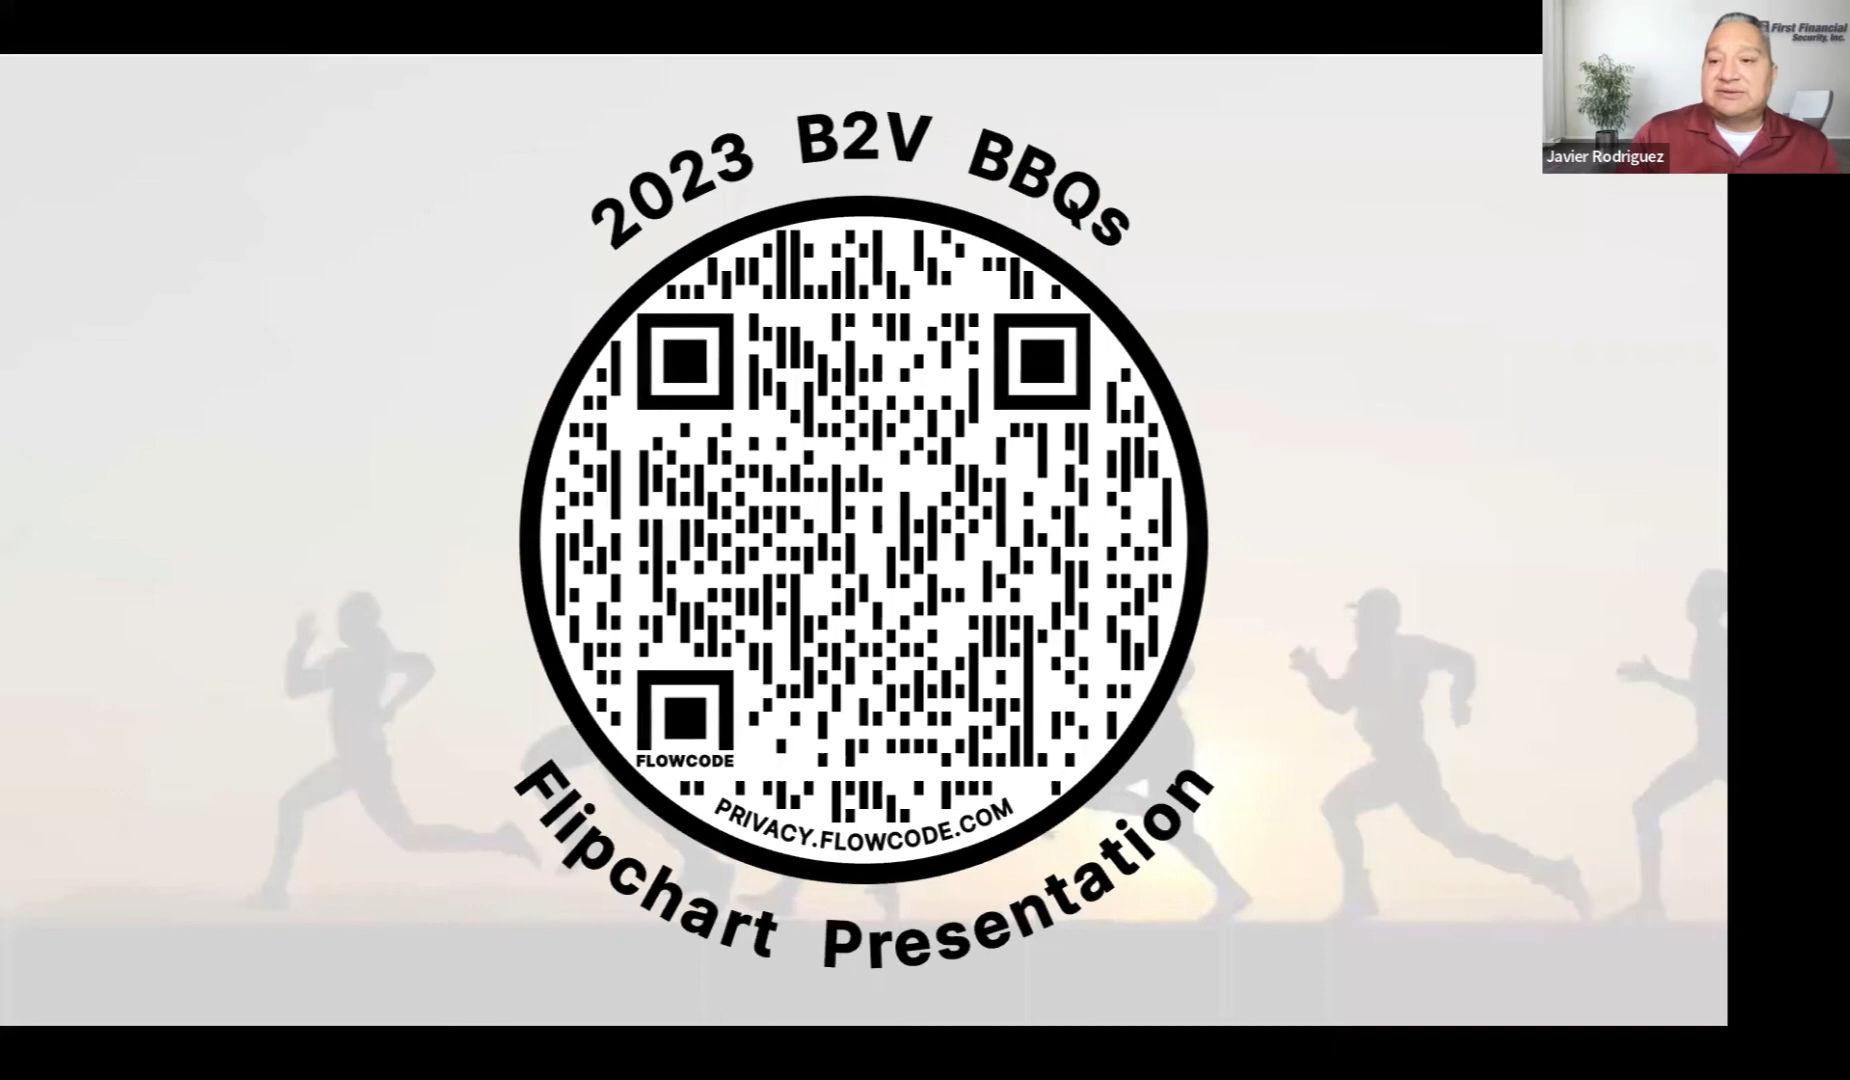 First Financial
Security, Inc.
Javier Rodriguez
2023 B2V BBQs
FLOWCODE
PRIVACY.FLOWCODE.COM
Flipchart Presentation